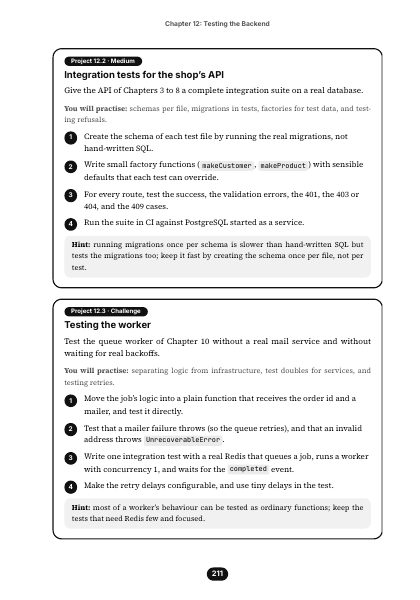 Chapter 12: Testing the Backend
Project 12.2 · Medium
Integration tests for the shop's API
Give the API of Chapters 3 to 8 a complete integration suite on a real database.
You will practise: schemas per file, migrations in tests, factories for test data, and test-
ing refusals.
1 Create the schema of each test file by running the real migrations, not
hand-written SQL.
2 Write small factory functions ( makeCustomer , makeProduct ) with sensible
defaults that each test can override.
3 For every route, test the success, the validation errors, the 401, the 403 or
404, and the 409 cases.
4 Run the suite in CI against PostgreSQL started as a service.
Hint: running migrations once per schema is slower than hand-written SQL but
tests the migrations too; keep it fast by creating the schema once per file, not per
test.
Project 12.3 · Challenge
Testing the worker
Test the queue worker of Chapter 10 without a real mail service and without
waiting for real backoffs.
You will practise: separating logic from infrastructure, test doubles for services, and
testing retries.
1 Move the job's logic into a plain function that receives the order id and a
mailer, and test it directly.
2 Test that a mailer failure throws (so the queue retries), and that an invalid
address throws UnrecoverableError .
3 Write one integration test with a real Redis that queues a job, runs a worker
with concurrency 1, and waits for the completed event.
4 Make the retry delays configurable, and use tiny delays in the test.
Hint: most of a worker's behaviour can be tested as ordinary functions; keep the
tests that need Redis few and focused.
211